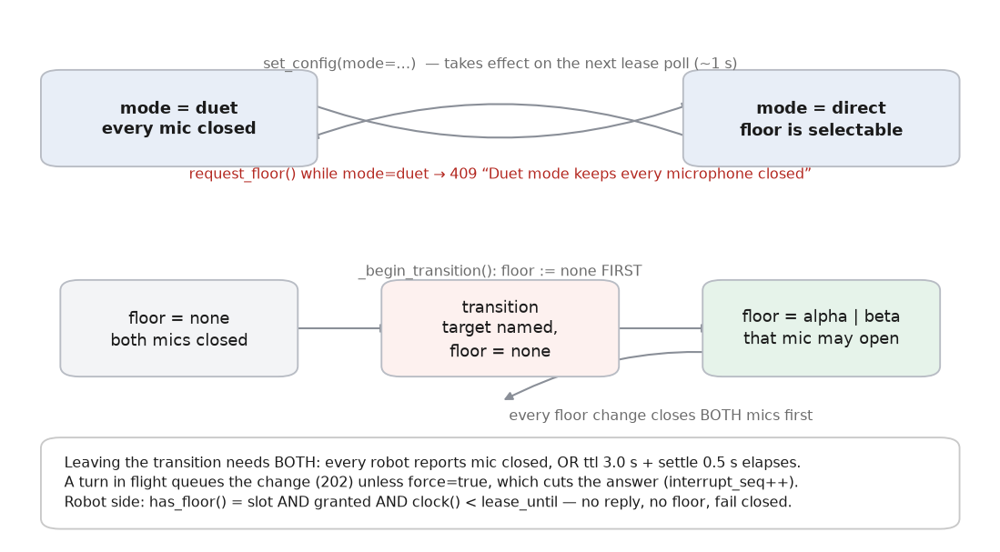 set_config(mode=...)  — takes effect on the next lease poll (~1 s)
mode = duet
every mic closed
mode = direct
floor is selectable
request_floor() while mode=duet → 409 “Duet mode keeps every microphone closed”
_begin_transition(): floor := none FIRST
floor = none
both mics closed
transition
target named,
floor = none
floor = alpha | beta
that mic may open
every floor change closes BOTH mics first
Leaving the transition needs BOTH: every robot reports mic closed, OR ttl 3.0 s + settle 0.5 s elapses.
A turn in flight queues the change (202) unless force=true, which cuts the answer (interrupt_seq++).
Robot side: has_floor() = slot AND granted AND clock() < lease_until — no reply, no floor, fail closed.